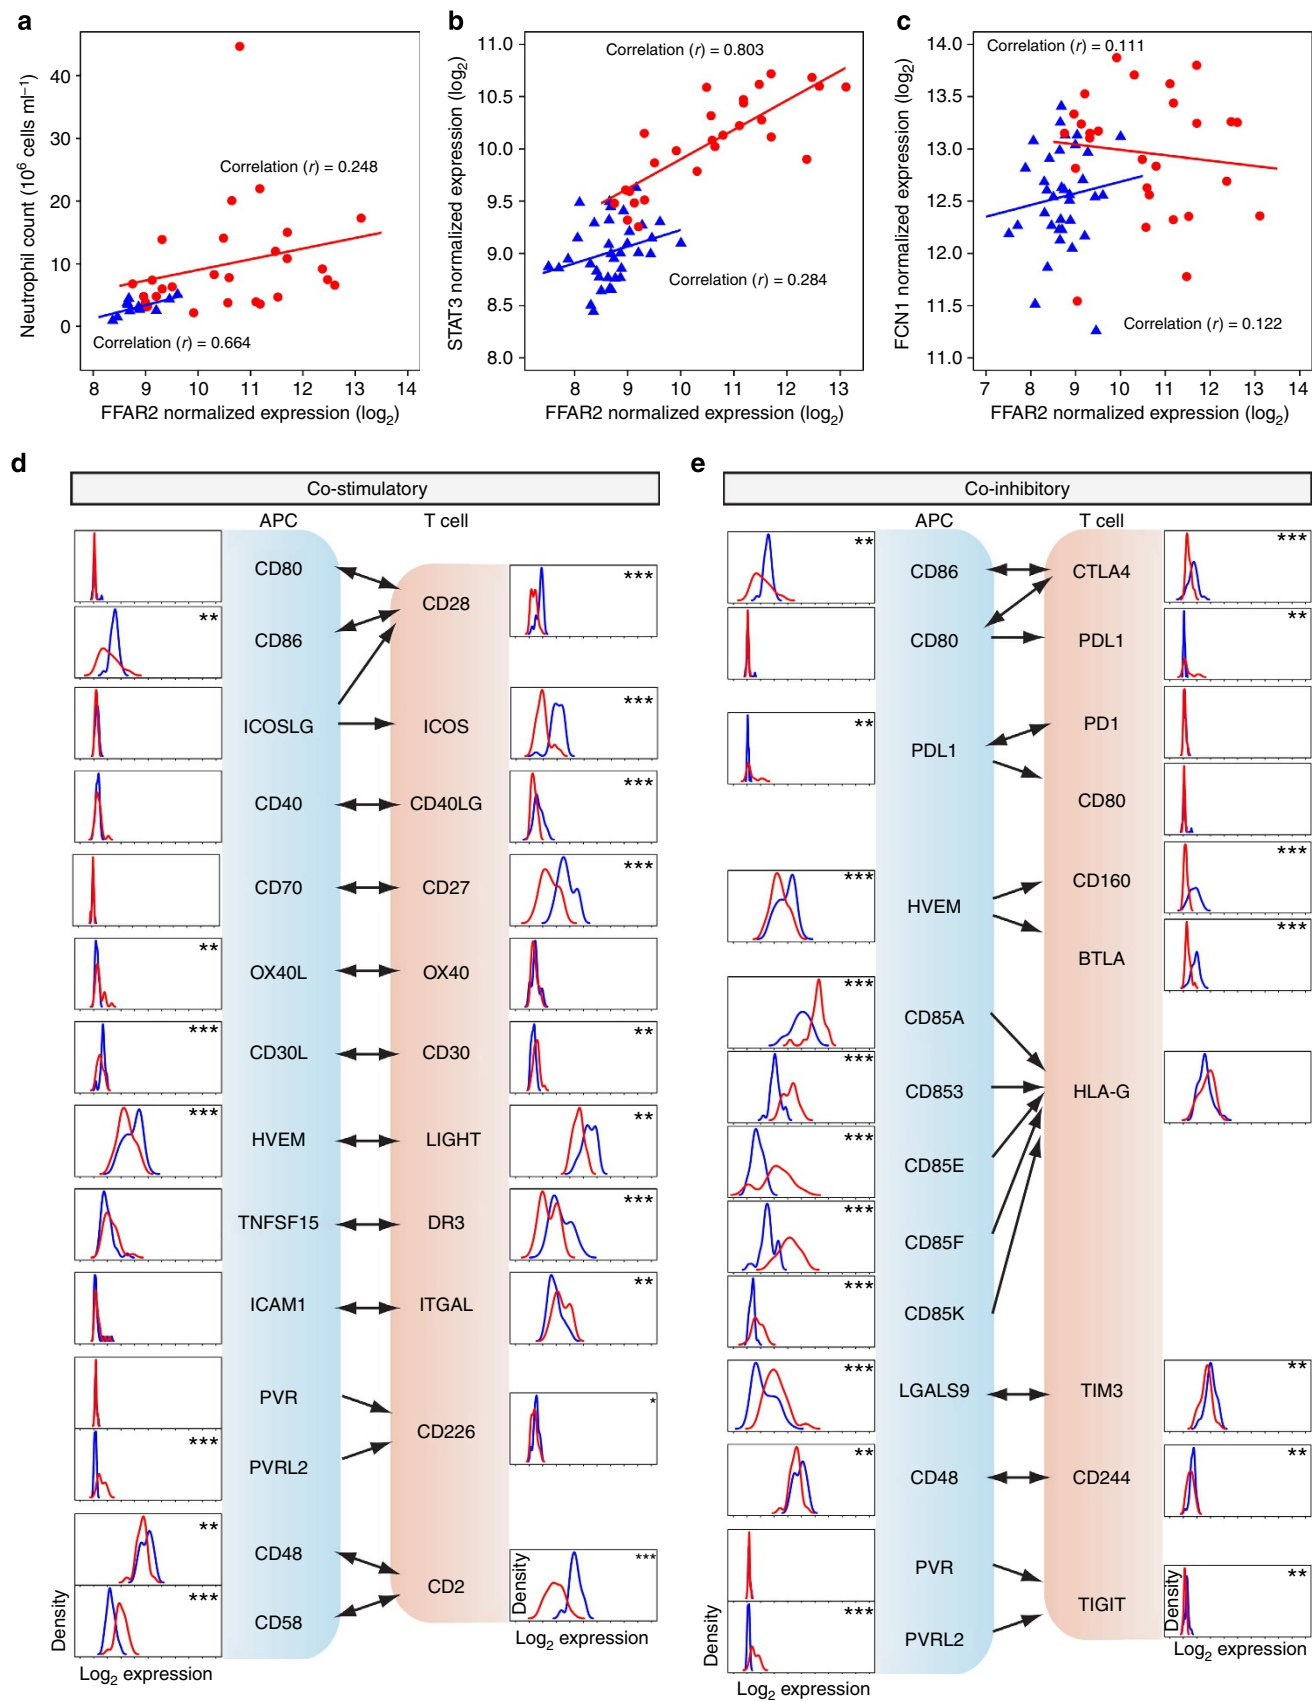 a
Neutrophil count (10⁶ cells ml⁻¹)
40
30
20
10
0
Correlation (r) = 0.248
Correlation (r) = 0.664
8 9 10 11 12 13 14
FFAR2 normalized expression (log₂)
b
STAT3 normalized expression (log₂)
11.0
10.5
10.0
9.5
9.0
8.5
8.0
Correlation (r) = 0.803
Correlation (r) = 0.284
8 9 10 11 12 13
FFAR2 normalized expression (log₂)
c
FCN1 normalized expression (log₂)
14.0
13.5
13.0
12.5
12.0
11.5
11.0
Correlation (r) = 0.111
Correlation (r) = 0.122
7 8 9 10 11 12 13 14
FFAR2 normalized expression (log₂)
d
Co-stimulatory
APC T cell
CD80
CD28
***
**
CD86
ICOSLG ICOS
***
CD40 CD40LG
***
CD70 CD27
***
**
OX40L OX40
***
CD30L CD30
**
***
HVEM LIGHT
**
TNFSF15 DR3
***
ICAM1 ITGAL
**
PVR
CD226
*
***
PVRL2
**
CD48
CD2
***
***
CD58
Density
Log₂ expression
Density
Log₂ expression
e
Co-inhibitory
APC T cell
**
CD86 CTLA4
***
CD80 PDL1
**
**
PDL1
PD1
CD80
***
HVEM
CD160
***
BTLA
***
***
CD85A
***
CD853 HLA-G
***
CD85E
***
CD85F
***
CD85K
***
LGALS9 TIM3
**
**
CD48 CD244
**
PVR
TIGIT
**
***
PVRL2
Density
Log₂ expression
Density
Log₂ expression